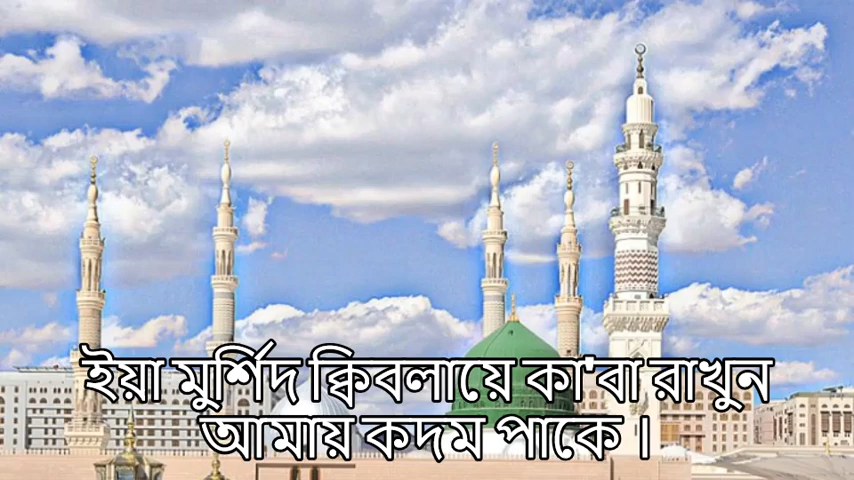 ইয়া মুর্শিদ ক্বিবলায়ে কা'বা রাখুন
আমায় কদম পাকে ।